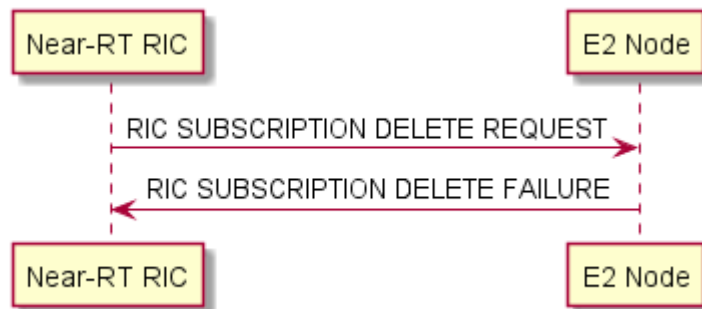 Near-RT RIC
E2 Node
RIC SUBSCRIPTION DELETE REQUEST
RIC SUBSCRIPTION DELETE FAILURE
Near-RT RIC
E2 Node